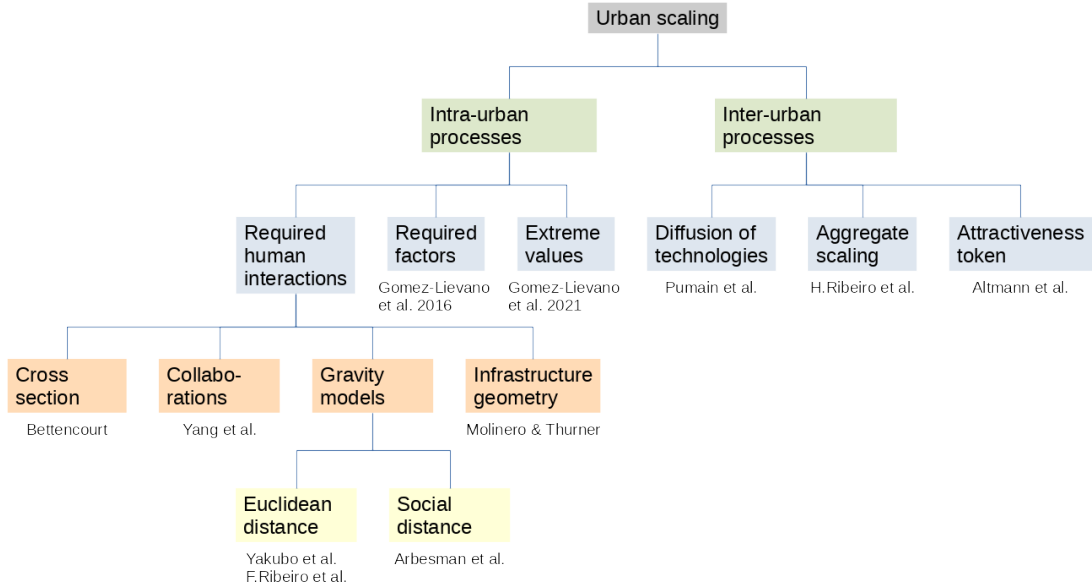 Urban scaling
Intra-urban
processes
Inter-urban
processes
Required
human
interactions
Required
factors
Gomez-Lievano
et al. 2016
Extreme
values
Gomez-Lievano
et al. 2021
Diffusion of
technologies
Pumain et al.
Aggregate
scaling
H.Ribeiro et al.
Attractiveness
token
Altmann et al.
Cross
section
Bettencourt
Collabo-
rations
Yang et al.
Gravity
models
Infrastructure
geometry
Molinero & Thurner
Euclidean
distance
Yakubo et al.
F.Ribeiro et al.
Social
distance
Arbesman et al.